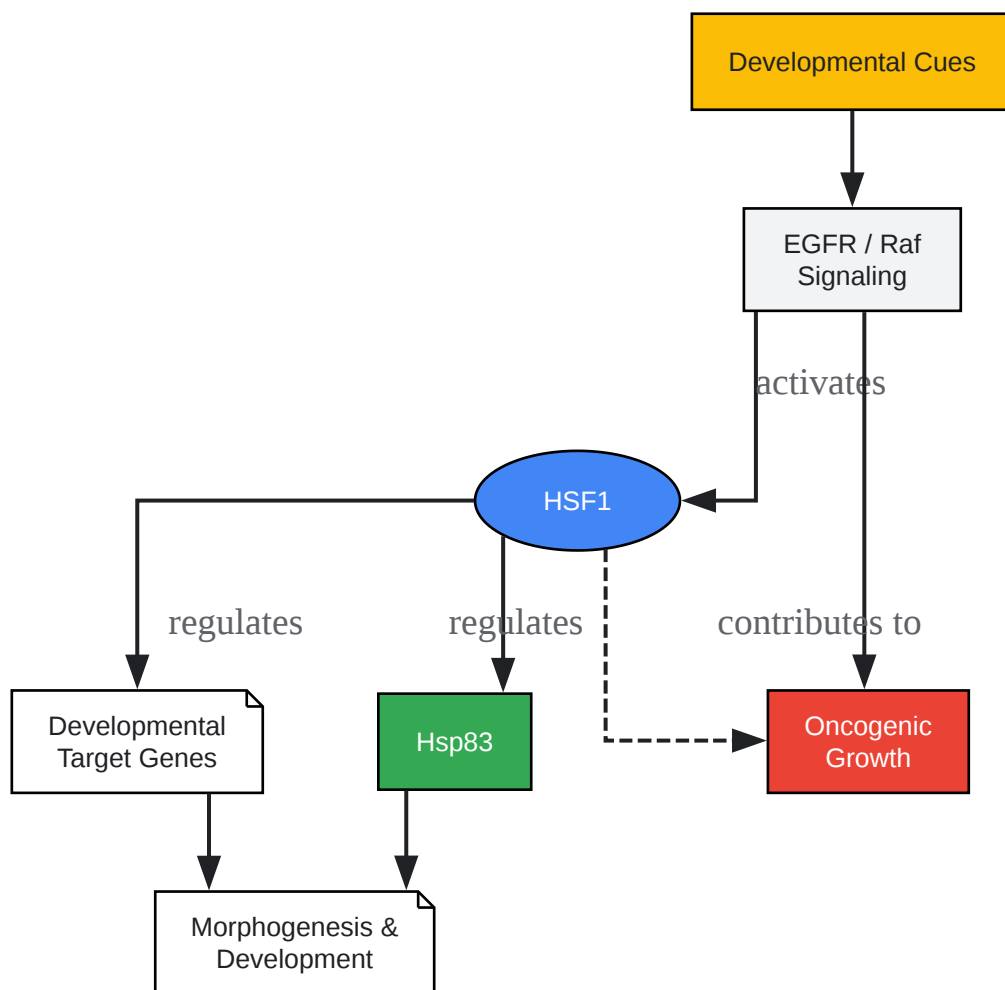 Developmental Cues
EGFR / Raf
Signaling
activates
HSF1
regulates
regulates
contributes to
Developmental
Target Genes
Hsp83
Oncogenic
Growth
Morphogenesis &
Development